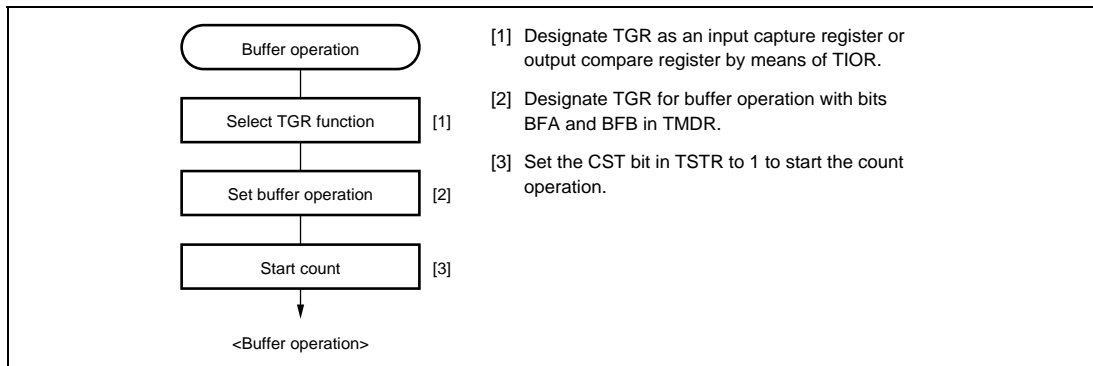 Buffer operation
Select TGR function [1]
Set buffer operation [2]
Start count [3]
<Buffer operation>
[1] Designate TGR as an input capture register or
output compare register by means of TIOR.
[2] Designate TGR for buffer operation with bits
BFA and BFB in TMDR.
[3] Set the CST bit in TSTR to 1 to start the count
operation.